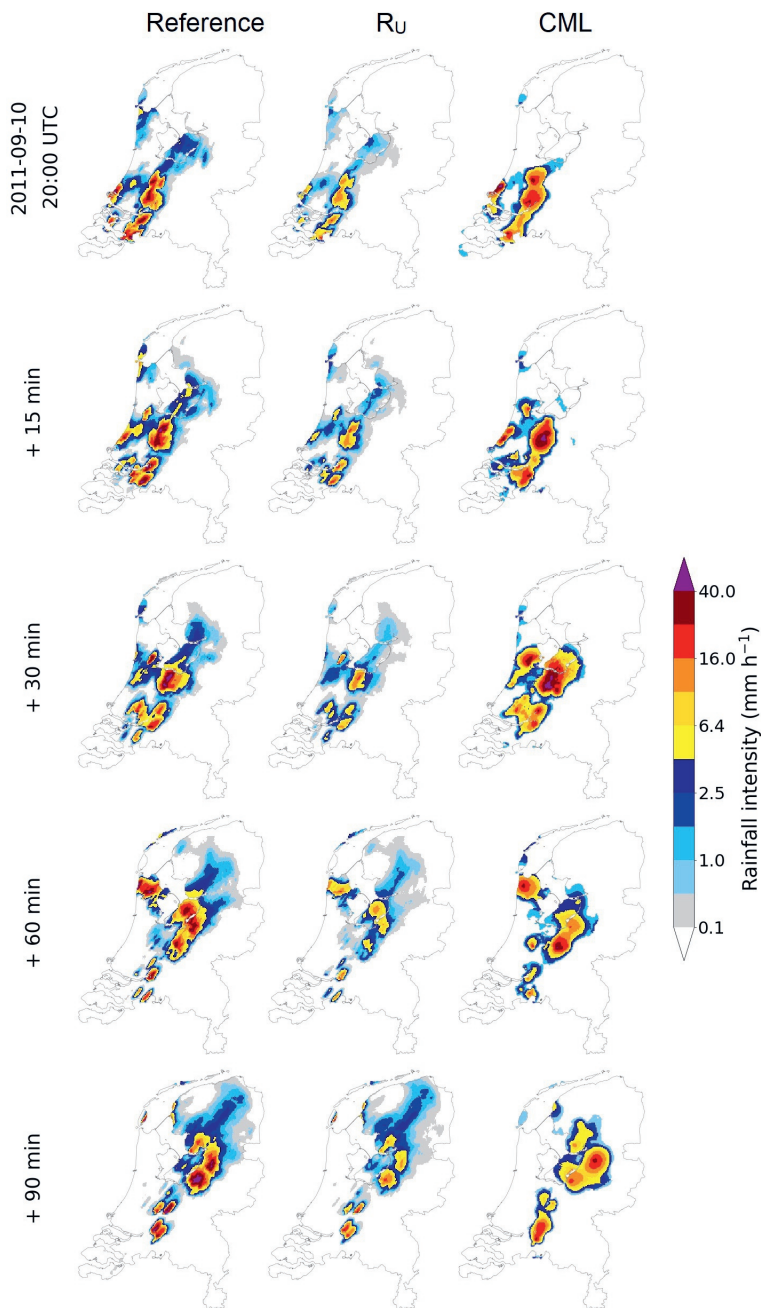 Reference RU CML
2011-09-10
20:00 UTC
+ 15 min
+ 30 min
+ 60 min
+ 90 min
40.0
16.0
6.4
2.5
1.0
0.1
Rainfall intensity (mm h⁻¹)